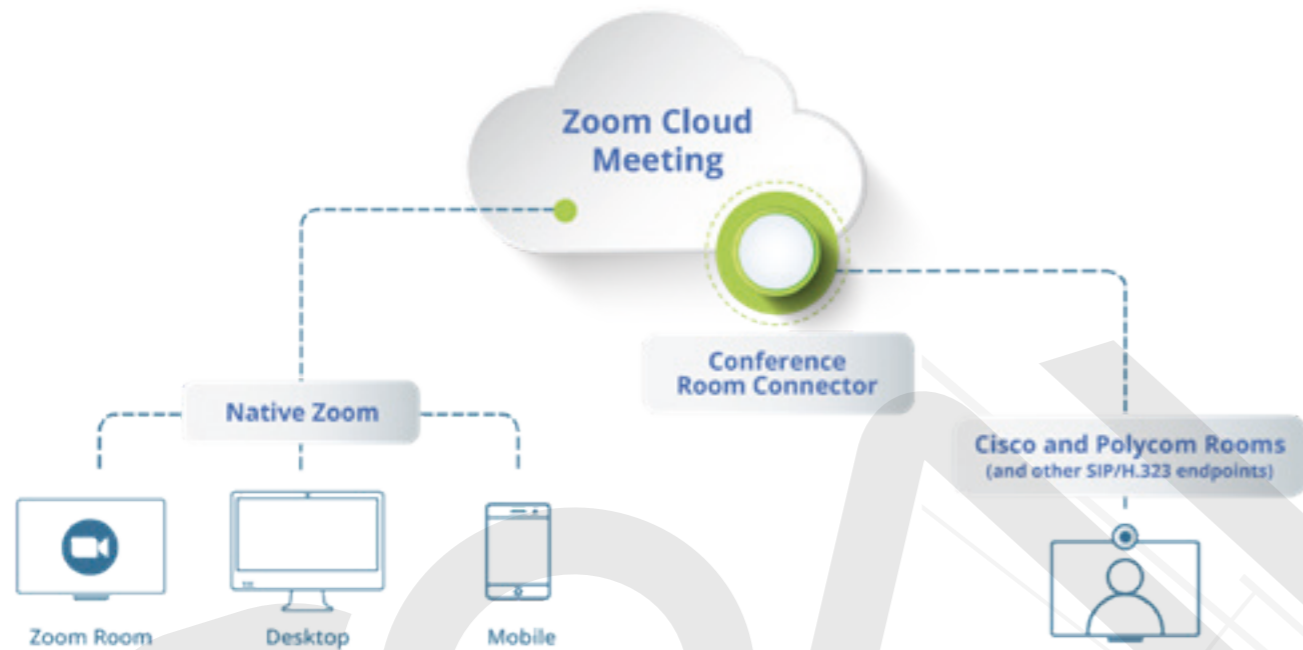 Zoom Cloud
Meeting
Conference
Room Connector
Native Zoom
Cisco and Polycom Rooms
(and other SIP/H.323 endpoints)
Zoom Room
Desktop
Mobile